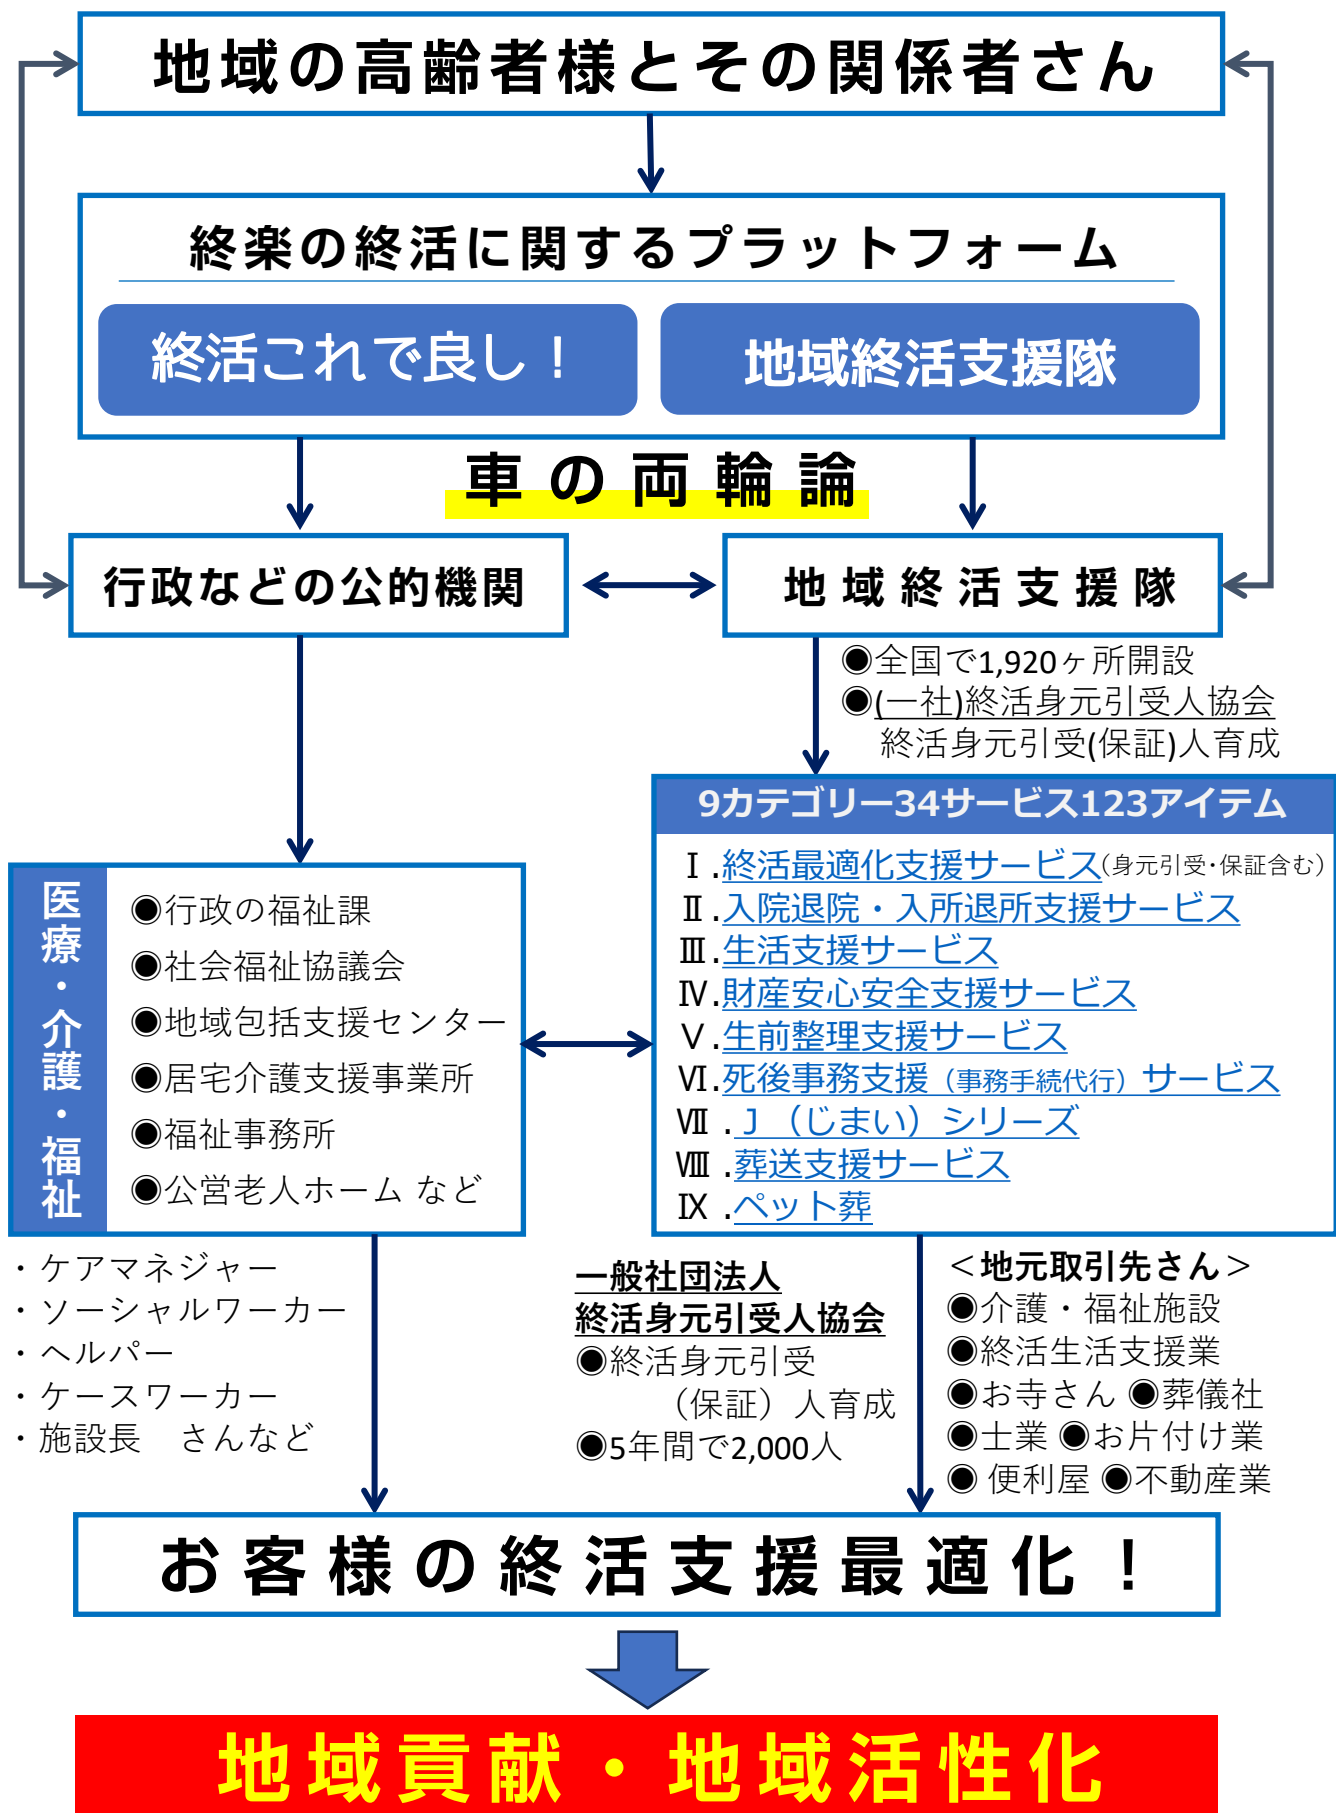 地域の高齢者様とその関係者さん
終楽の終活に関するプラットフォーム
終活これで良し！
地域終活支援隊
車の両輪論
行政などの公的機関
地域終活支援隊
◉全国で1,920ヶ所開設
◉(一社)終活身元引受人協会
終活身元引受(保証)人育成
9カテゴリー34サービス123アイテム
Ⅰ.終活最適化支援サービス（身元引受・保証含む）
Ⅱ.入院退院・入所退所支援サービス
Ⅲ.生活支援サービス
Ⅳ.財産安心安全支援サービス
Ⅴ.生前整理支援サービス
Ⅵ.死後事務支援（事務手続代行）サービス
Ⅶ.Ｊ（じまい）シリーズ
Ⅷ.葬送支援サービス
Ⅸ.ペット葬
医療・介護・福祉
◉行政の福祉課
◉社会福祉協議会
◉地域包括支援センター
◉居宅介護支援事業所
◉福祉事務所
◉公営老人ホーム など
・ケアマネジャー
・ソーシャルワーカー
・ヘルパー
・ケースワーカー
・施設長　さんなど
一般社団法人
終活身元引受人協会
◉終活身元引受
（保証）人育成
◉5年間で2,000人
＜地元取引先さん＞
◉介護・福祉施設
◉終活生活支援業
◉お寺さん ◉葬儀社
◉士業 ◉お片付け業
◉ 便利屋 ◉不動産業
お客様の終活支援最適化！
地域貢献・地域活性化